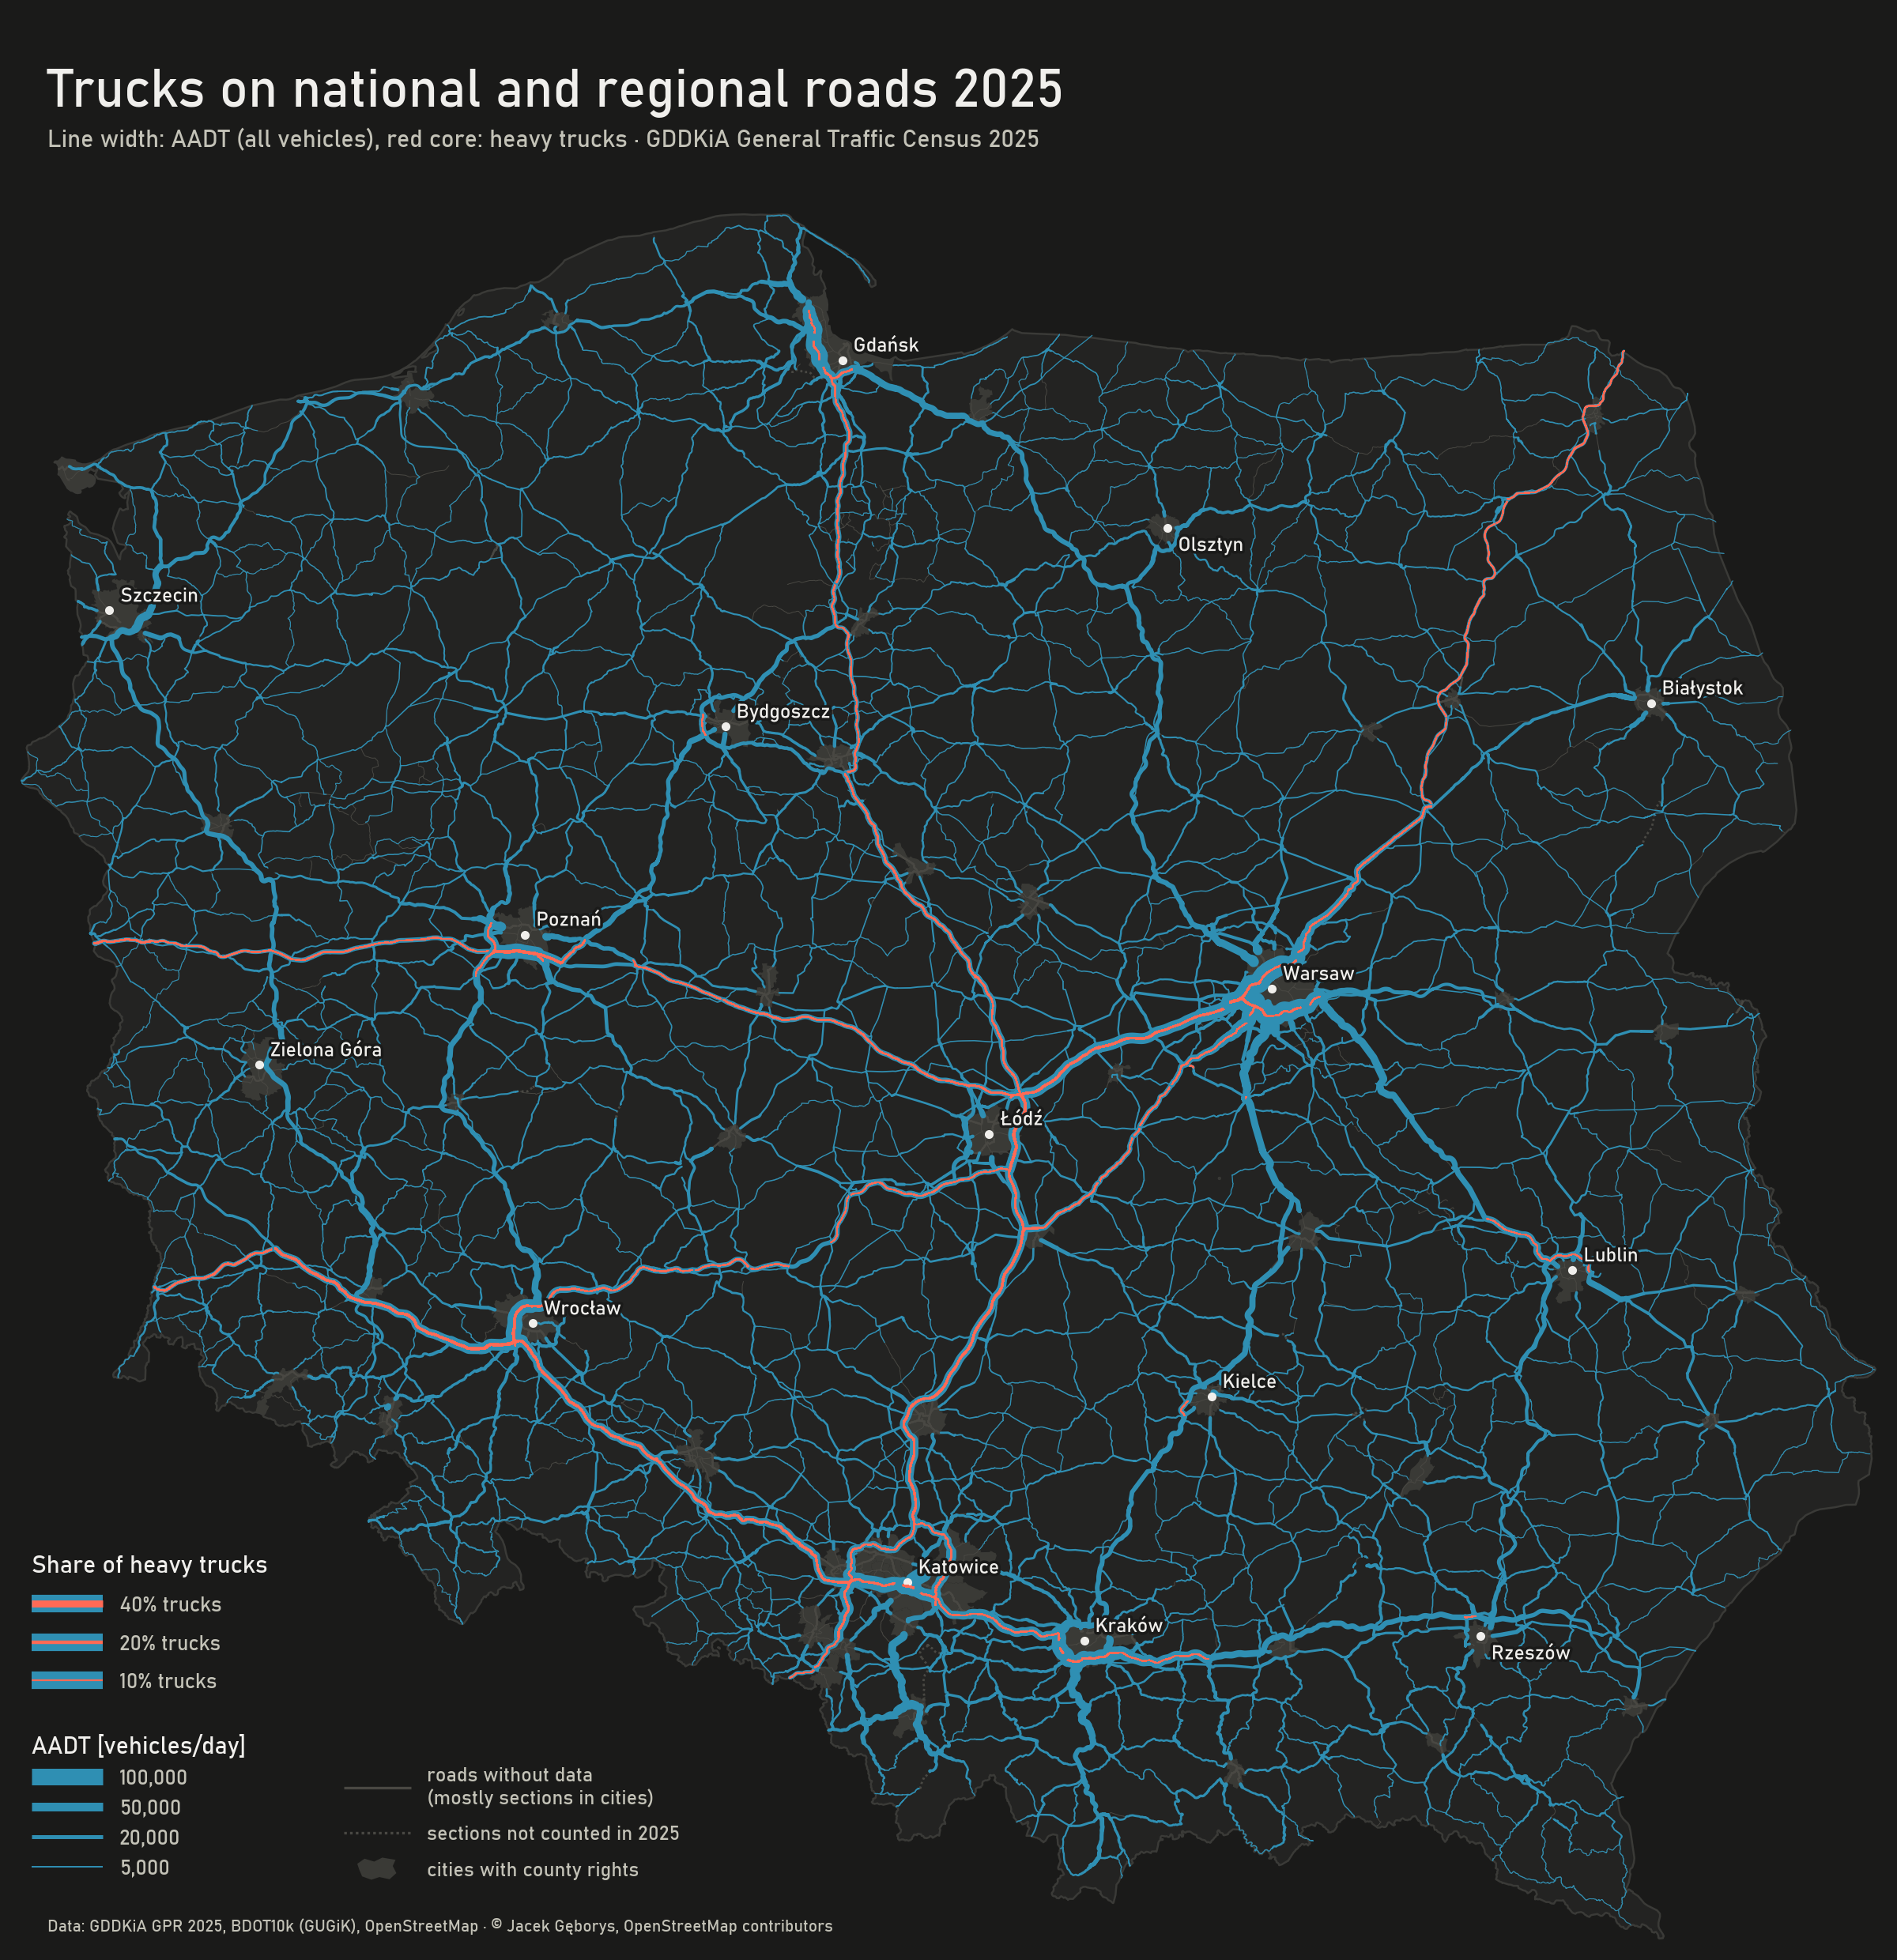 Trucks on national and regional roads 2025
Line width: AADT (all vehicles), red core: heavy trucks · GDDKiA General Traffic Census 2025
Gdańsk
Olsztyn
Szczecin
Białystok
Bydgoszcz
Poznań
Warsaw
Zielona Góra
Łódź
Lublin
Wrocław
Kielce
Katowice
Kraków
Rzeszów
Share of heavy trucks
40% trucks
20% trucks
10% trucks
AADT [vehicles/day]
100,000
50,000
20,000
5,000
roads without data
(mostly sections in cities)
sections not counted in 2025
cities with county rights
Data: GDDKiA GPR 2025, BDOT10k (GUGiK), OpenStreetMap · © Jacek Gęborys, OpenStreetMap contributors